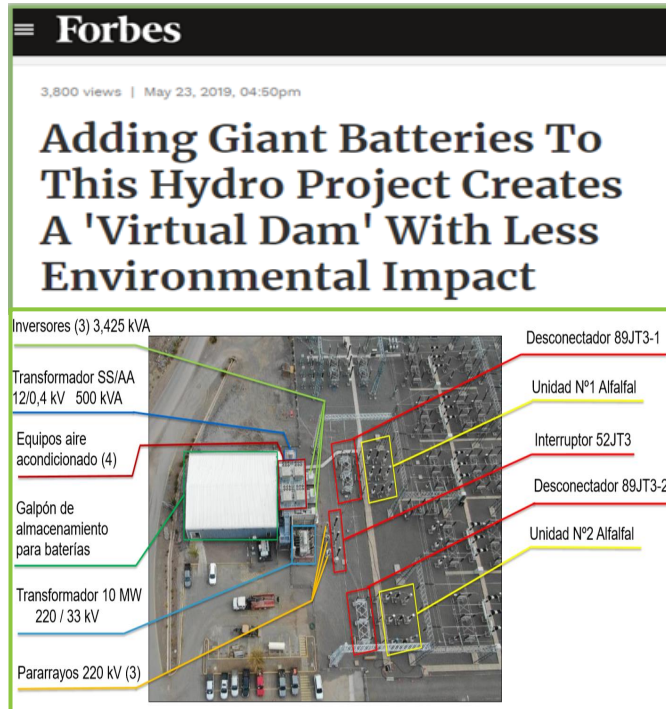 Forbes
3,800 views | May 23, 2019, 04:50pm
Adding Giant Batteries To
This Hydro Project Creates
A 'Virtual Dam' With Less
Environmental Impact
Inversores (3) 3,425 kVA
Transformador SS/AA
12/0,4 kV 500 kVA
Equipos aire
acondicionado (4)
Galpón de
almacenamiento
para baterías
Transformador 10 MW
220 / 33 kV
Pararrayos 220 kV (3)
Desconectador 89JT3-1
Unidad Nº1 Alfalfal
Interruptor 52JT3
Desconectador 89JT3-2
Unidad Nº2 Alfalfal